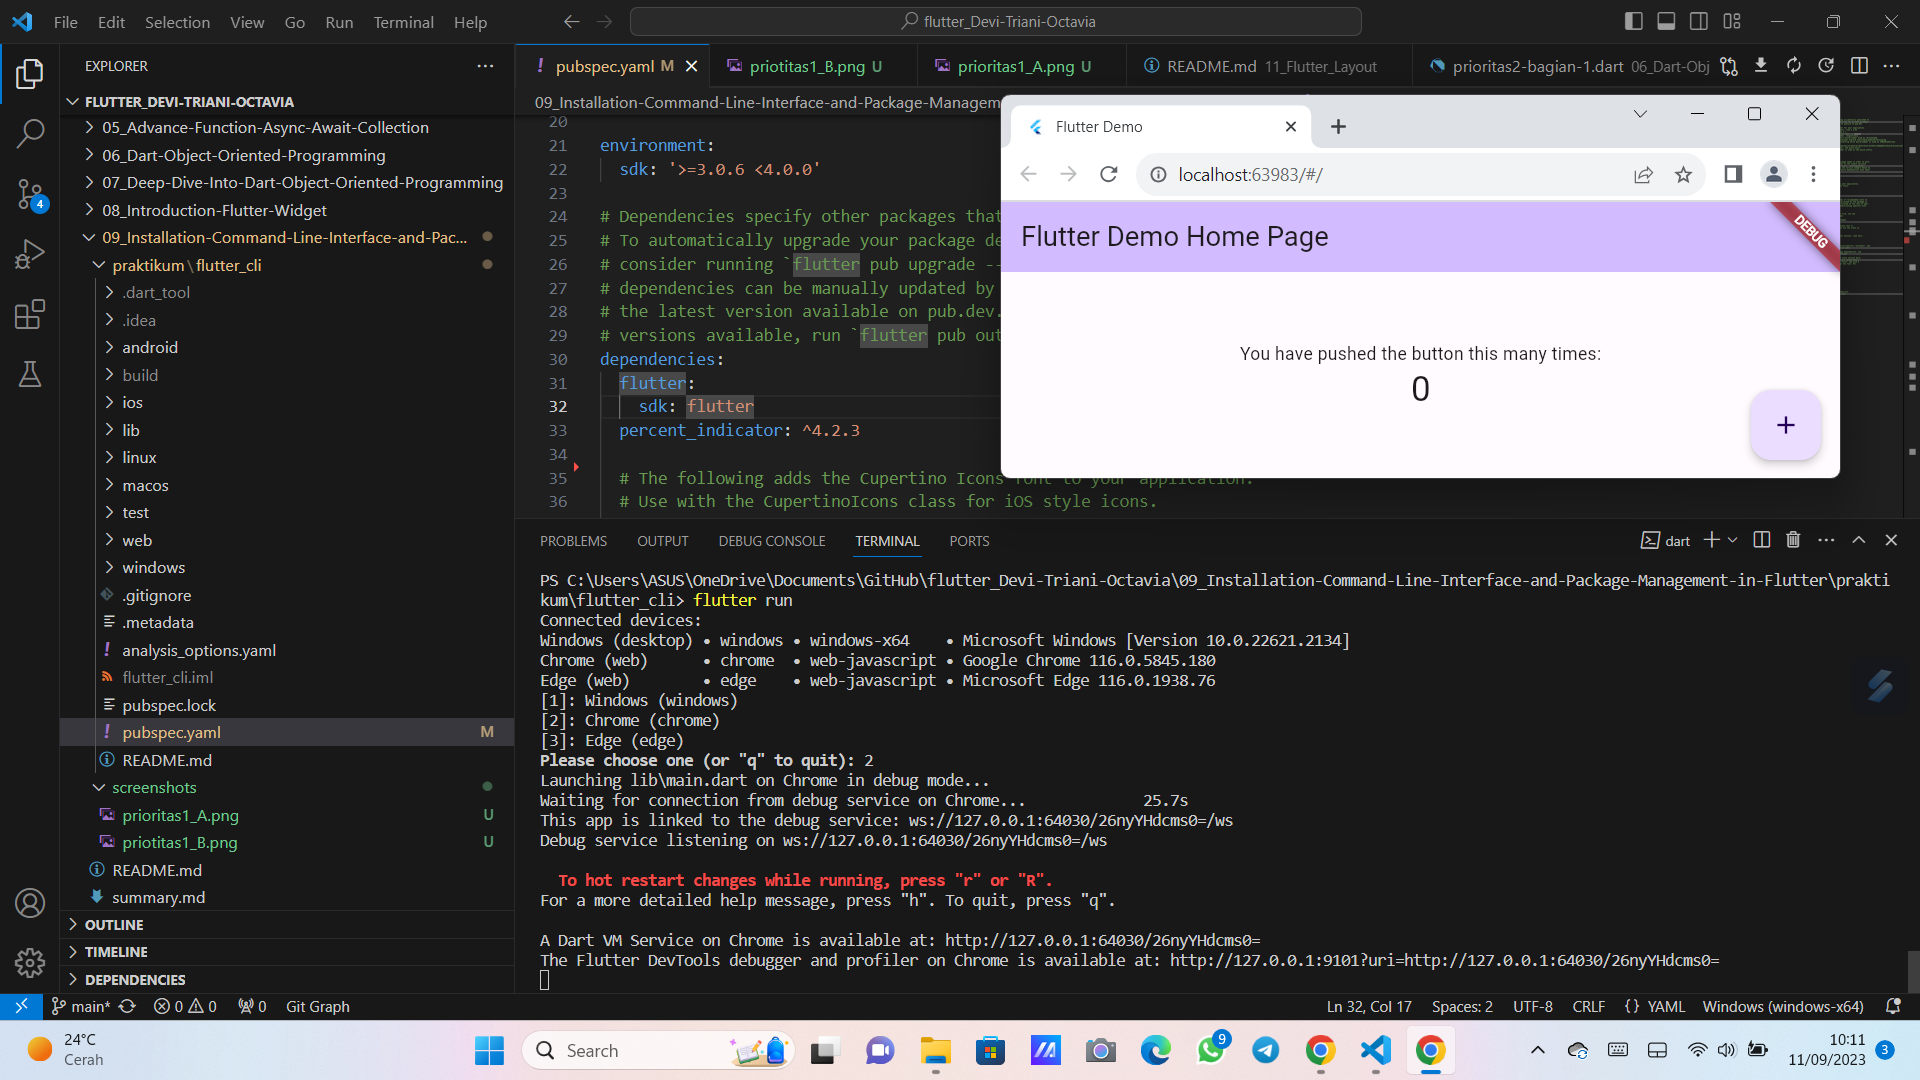 File Edit Selection View Go Run Terminal Help
flutter_Devi-Triani-Octavia
EXPLORER
FLUTTER_DEVI-TRIANI-OCTAVIA
05_Advance-Function-Async-Await-Collection
06_Dart-Object-Oriented-Programming
07_Deep-Dive-Into-Dart-Object-Oriented-Programming
08_Introduction-Flutter-Widget
09_Installation-Command-Line-Interface-and-Pac...
praktikum\flutter_cli
.dart_tool
.idea
android
build
ios
lib
linux
macos
test
web
windows
.gitignore
.metadata
analysis_options.yaml
flutter_cli.iml
pubspec.lock
pubspec.yaml M
README.md
screenshots
prioritas1_A.png U
priotitas1_B.png U
README.md
summary.md
OUTLINE
TIMELINE
DEPENDENCIES
4
pubspec.yaml M priotitas1_B.png U prioritas1_A.png U README.md 11_Flutter_Layout prioritas2-bagian-1.dart 06_Dart-Obj
09_Installation-Command-Line-Interface-and-Package-Managem
20
21 environment:
22 sdk: '>=3.0.6 <4.0.0'
23
24 # Dependencies specify other packages that
25 # To automatically upgrade your package de
26 # consider running `flutter pub upgrade --
27 # dependencies can be manually updated by
28 # the latest version available on pub.dev.
29 # versions available, run `flutter pub out
30 dependencies:
31 flutter:
32 sdk: flutter
33 percent_indicator: ^4.2.3
34
35 # The following adds the Cupertino Icons font to your application.
36 # Use with the CupertinoIcons class for iOS style icons.
Flutter Demo
localhost:63983/#/
Flutter Demo Home Page
DEBUG
You have pushed the button this many times:
0
+
PROBLEMS OUTPUT DEBUG CONSOLE TERMINAL PORTS
dart
PS C:\Users\ASUS\OneDrive\Documents\GitHub\flutter_Devi-Triani-Octavia\09_Installation-Command-Line-Interface-and-Package-Management-in-Flutter\prakti
kum\flutter_cli> flutter run
Connected devices:
Windows (desktop) • windows • windows-x64 • Microsoft Windows [Version 10.0.22621.2134]
Chrome (web) • chrome • web-javascript • Google Chrome 116.0.5845.180
Edge (web) • edge • web-javascript • Microsoft Edge 116.0.1938.76
[1]: Windows (windows)
[2]: Chrome (chrome)
[3]: Edge (edge)
Please choose one (or "q" to quit): 2
Launching lib\main.dart on Chrome in debug mode...
Waiting for connection from debug service on Chrome... 25.7s
This app is linked to the debug service: ws://127.0.0.1:64030/26nyYHdcms0=/ws
Debug service listening on ws://127.0.0.1:64030/26nyYHdcms0=/ws
To hot restart changes while running, press "r" or "R".
For a more detailed help message, press "h". To quit, press "q".
A Dart VM Service on Chrome is available at: http://127.0.0.1:64030/26nyYHdcms0=
The Flutter DevTools debugger and profiler on Chrome is available at: http://127.0.0.1:9101?uri=http://127.0.0.1:64030/26nyYHdcms0=
main* 0 0 0 Git Graph Ln 32, Col 17 Spaces: 2 UTF-8 CRLF {} YAML Windows (windows-x64)
24°C
Cerah
Search
9
10:11
11/09/2023
3